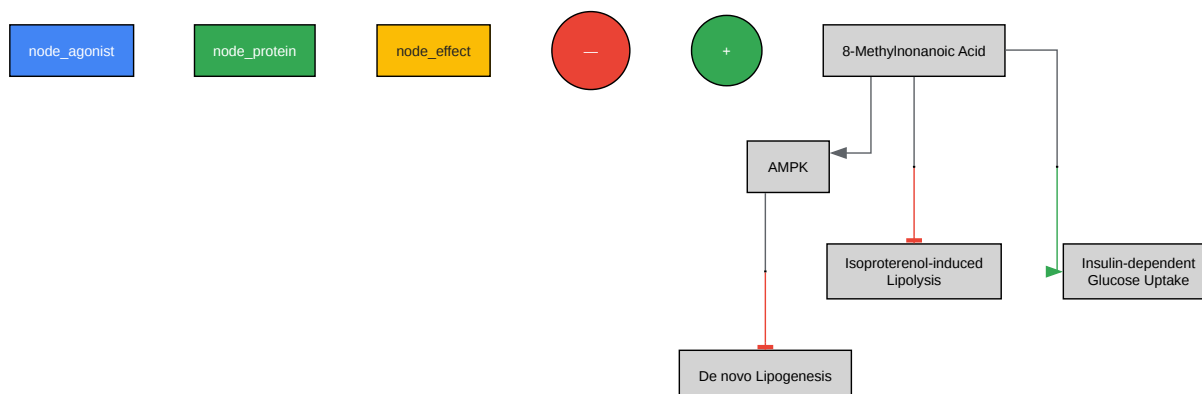 node_agonist
node_protein
node_effect
—
+
8-Methylnonanoic Acid
AMPK
Isoproterenol-induced
Lipolysis
Insulin-dependent
Glucose Uptake
De novo Lipogenesis